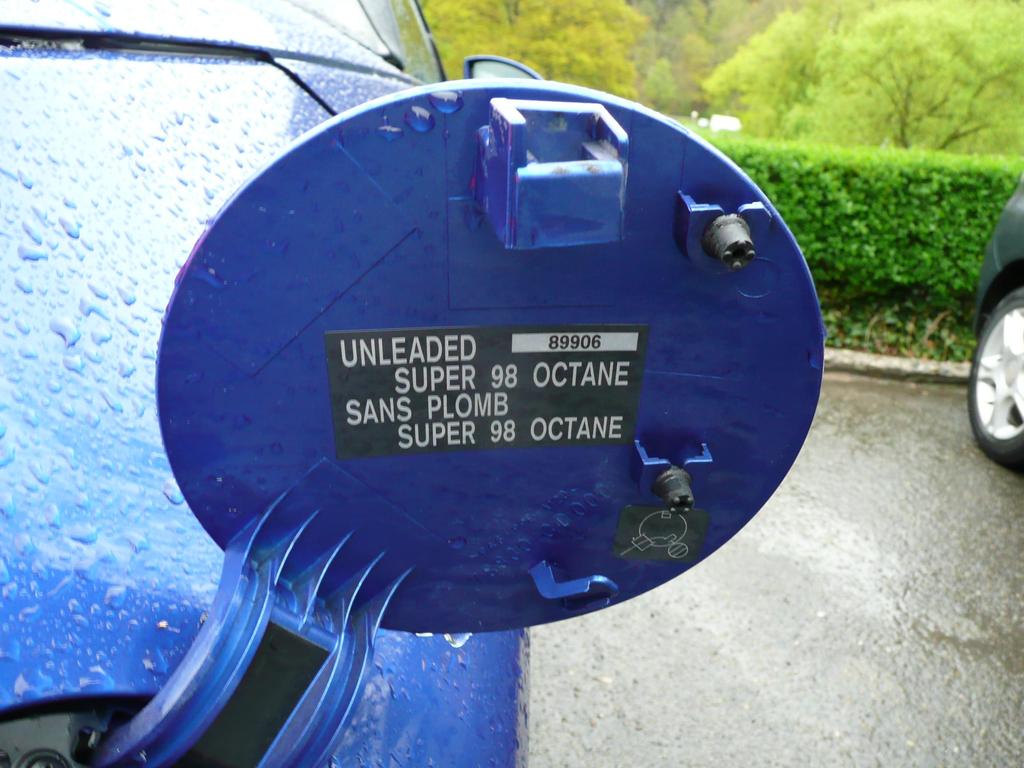 UNLEADED 89906
SUPER 98 OCTANE
SANS PLOMB
SUPER 98 OCTANE